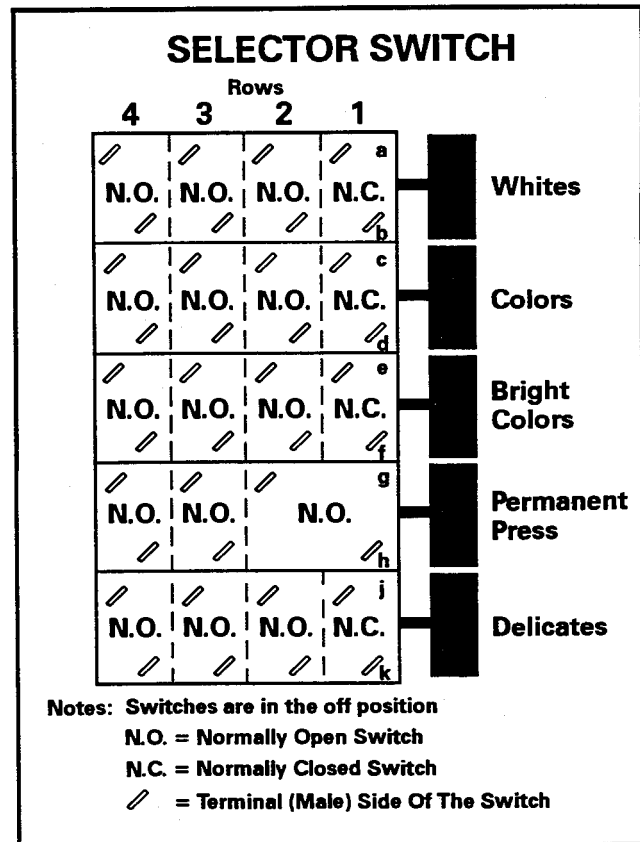 SELECTOR SWITCH
Rows
4 3 2 1
a
N.O. N.O. N.O. N.C. Whites
b
c
N.O. N.O. N.O. N.C. Colors
d
e
N.O. N.O. N.O. N.C. Bright
Colors
f
g
N.O. N.O. N.O. Permanent
Press
h
j
N.O. N.O. N.O. N.C. Delicates
k
Notes: Switches are in the off position
N.O. = Normally Open Switch
N.C. = Normally Closed Switch
= Terminal (Male) Side Of The Switch